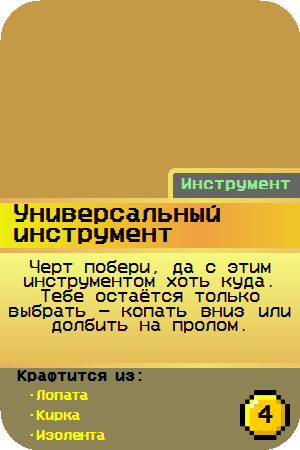 Инструмент
Универсальный
инструмент
Черт побери, да с этим
инструментом хоть куда.
Тебе остаётся только
выбрать – копать вниз или
долбить на пролом.
Крафтится из:
·Лопата
·Кирка
·Изолента
4